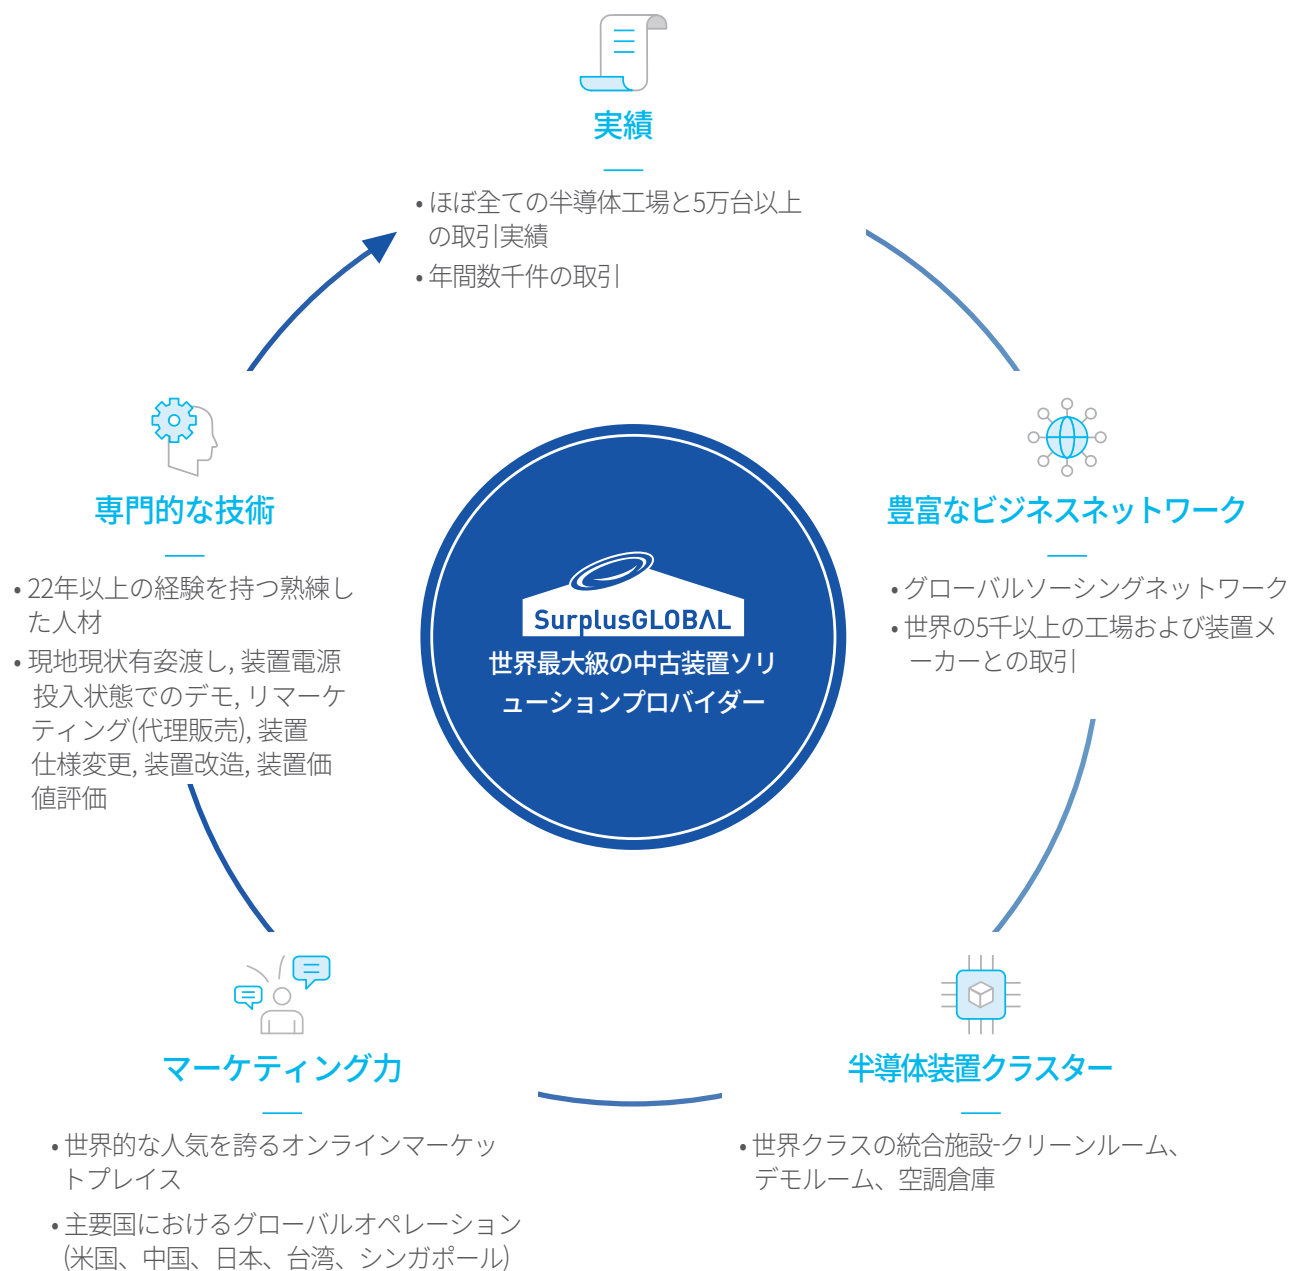 実績
• ほぼ全ての半導体工場と5万台以上
の取引実績
• 年間数千件の取引
専門的な技術
• 22年以上の経験を持つ熟練し
た人材
• 現地現状有姿渡し, 装置電源
投入状態でのデモ, リマーケ
ティング(代理販売), 装置
仕様変更, 装置改造, 装置価
値評価
SurplusGLOBAL
世界最大級の中古装置ソリ
ューションプロバイダー
豊富なビジネスネットワーク
• グローバルソーシングネットワーク
• 世界の5千以上の工場および装置メ
ーカーとの取引
マーケティング力
• 世界的な人気を誇るオンラインマーケッ
トプレイス
• 主要国におけるグローバルオペレーション
(米国、中国、日本、台湾、シンガポール)
半導体装置クラスター
• 世界クラスの統合施設-クリーンルーム、
デモルーム、空調倉庫